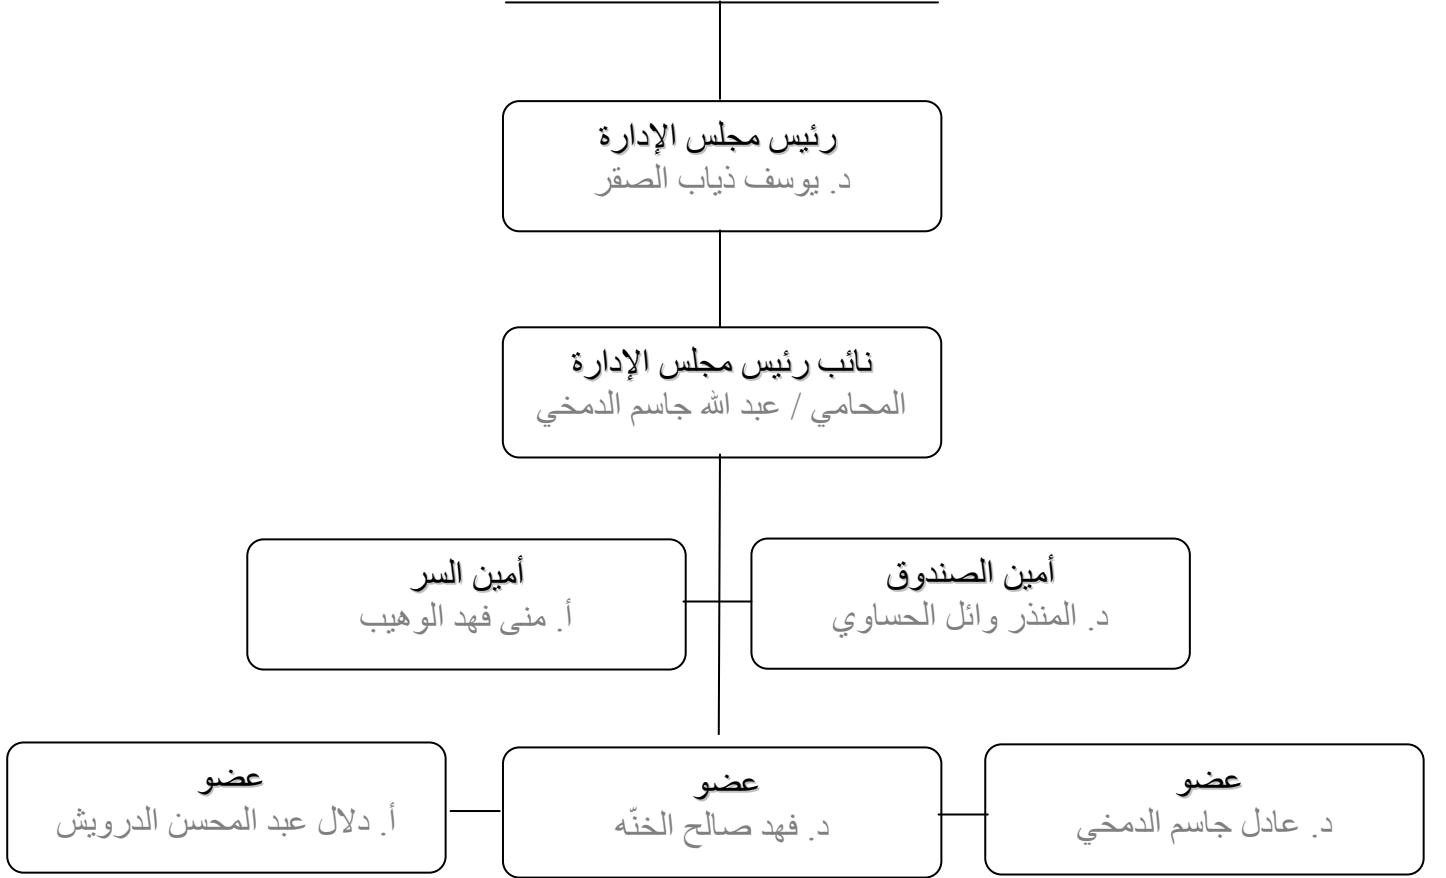 رئيس مجلس الإدارة
د. يوسف ذياب الصقر
نائب رئيس مجلس الإدارة
المحامي / عبد الله جاسم الدمخي
أمين الصندوق
د. المنذر وائل الحساوي
أمين السر
أ. منى فهد الوهيب
عضو
د. عادل جاسم الدمخي
عضو
د. فهد صالح الخنّه
عضو
أ. دلال عبد المحسن الدرويش